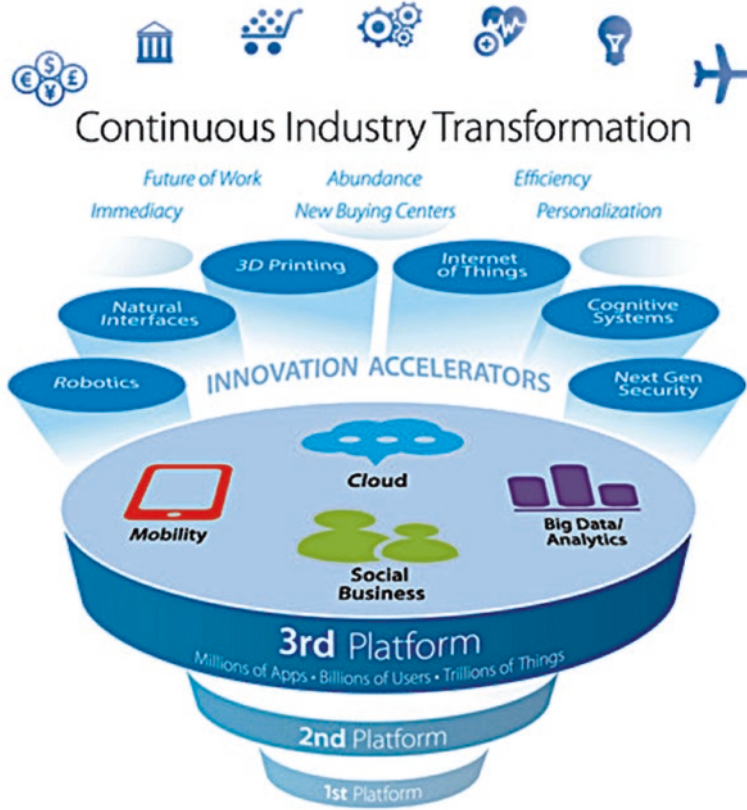 € $ ¥ £
Continuous Industry Transformation
Future of Work Abundance Efficiency
Immediacy New Buying Centers Personalization
3D Printing
Internet
of Things
Natural
Interfaces
Cognitive
Systems
Robotics
INNOVATION ACCELERATORS
Next Gen
Security
Cloud
Mobility
Big Data/
Analytics
Social
Business
3rd Platform
Millions of Apps • Billions of Users • Trillions of Things
2nd Platform
1st Platform